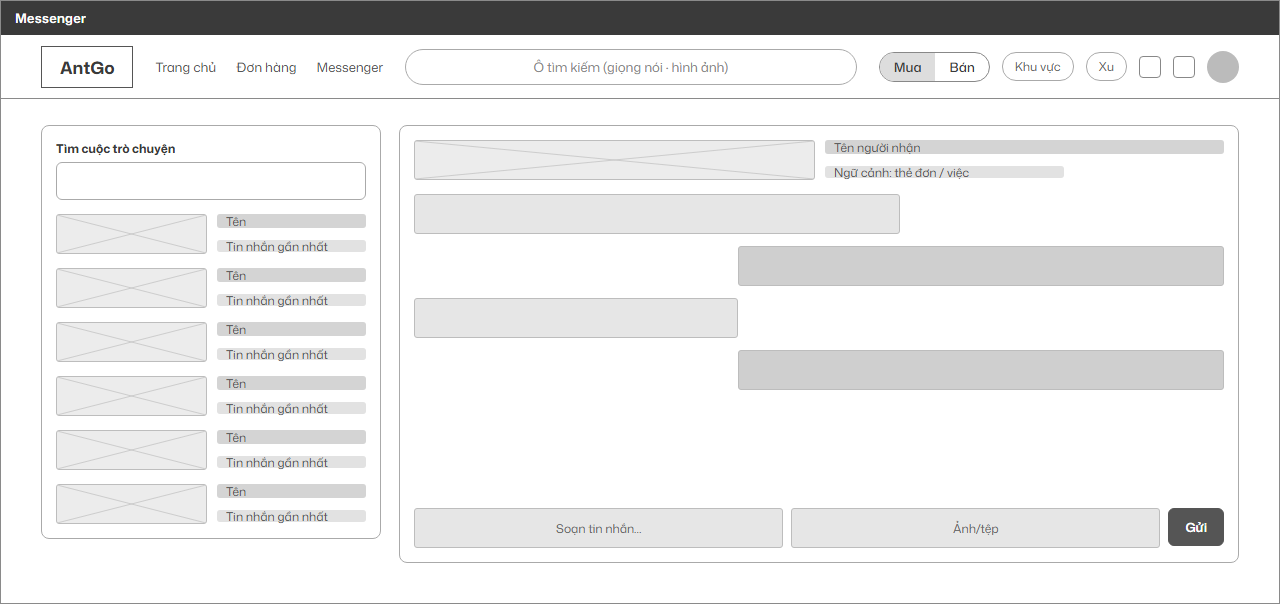 Messenger
AntGo
Trang chủ
Đơn hàng
Messenger
Ô tìm kiếm (giọng nói · hình ảnh)
Mua
Bán
Khu vực
Xu
Tìm cuộc trò chuyện
Tên
Tin nhắn gần nhất
Tên
Tin nhắn gần nhất
Tên
Tin nhắn gần nhất
Tên
Tin nhắn gần nhất
Tên
Tin nhắn gần nhất
Tên
Tin nhắn gần nhất
Tên người nhận
Ngữ cảnh: thẻ đơn / việc
Soạn tin nhắn...
Ảnh/tệp
Gửi